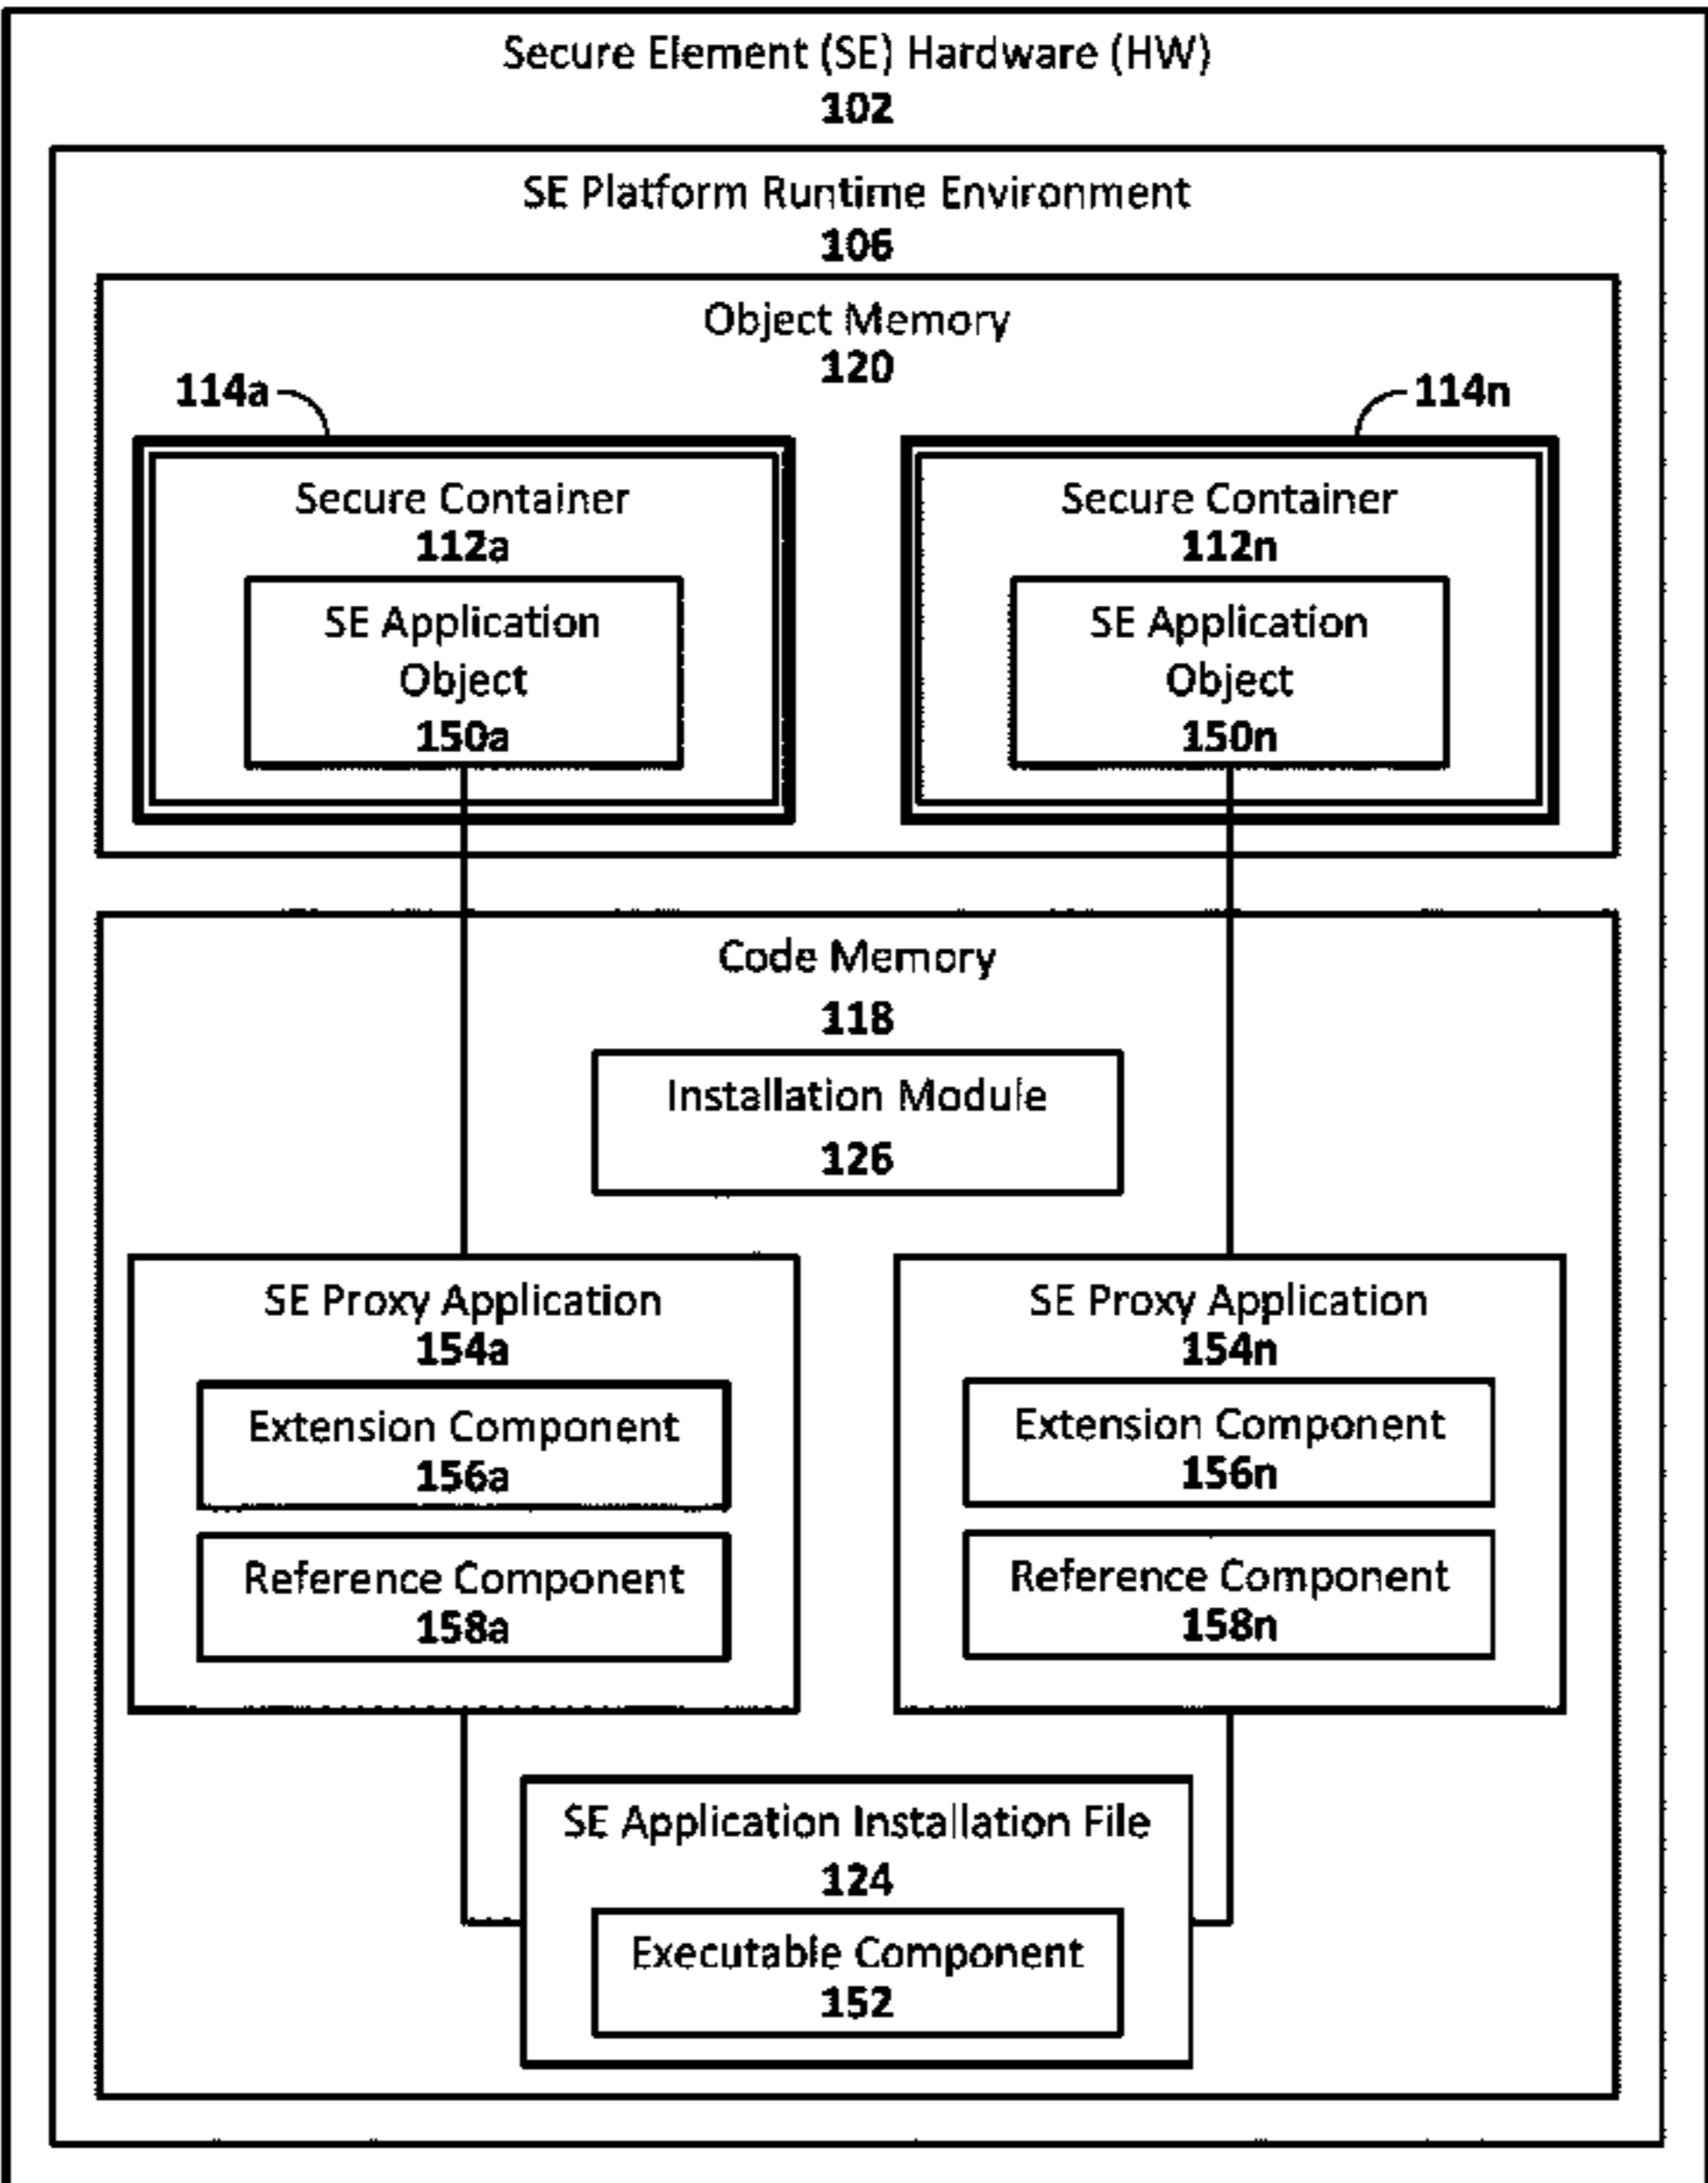 Secure Element (SE) Hardware (HW)
102
SE Platform Runtime Environment
106
Object Memory
120
114a
114n
Secure Container
112a
SE Application
Object
150a
Secure Container
112n
SE Application
Object
150n
Code Memory
118
Installation Module
126
SE Proxy Application
154a
Extension Component
156a
Reference Component
158a
SE Proxy Application
154n
Extension Component
156n
Reference Component
158n
SE Application Installation File
124
Executable Component
152